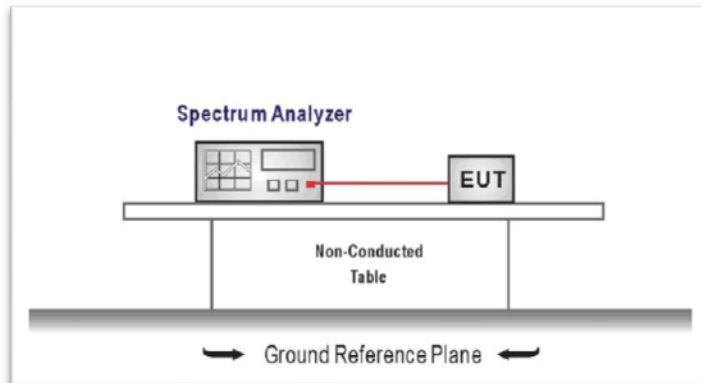 Spectrum Analyzer
EUT
Non-Conducted
Table
Ground Reference Plane